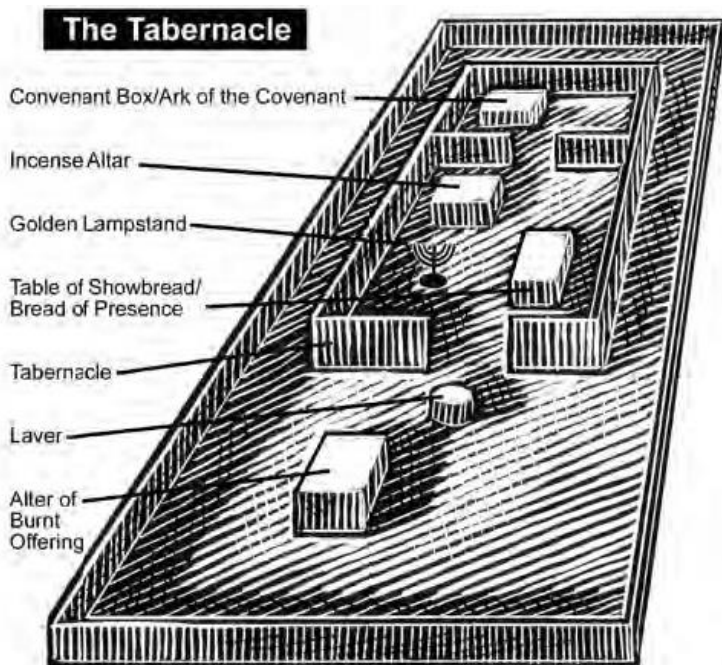 The Tabernacle
Convenant Box/Ark of the Covenant
Incense Altar
Golden Lampstand
Table of Showbread/
Bread of Presence
Tabernacle
Laver
Alter of
Burnt
Offering